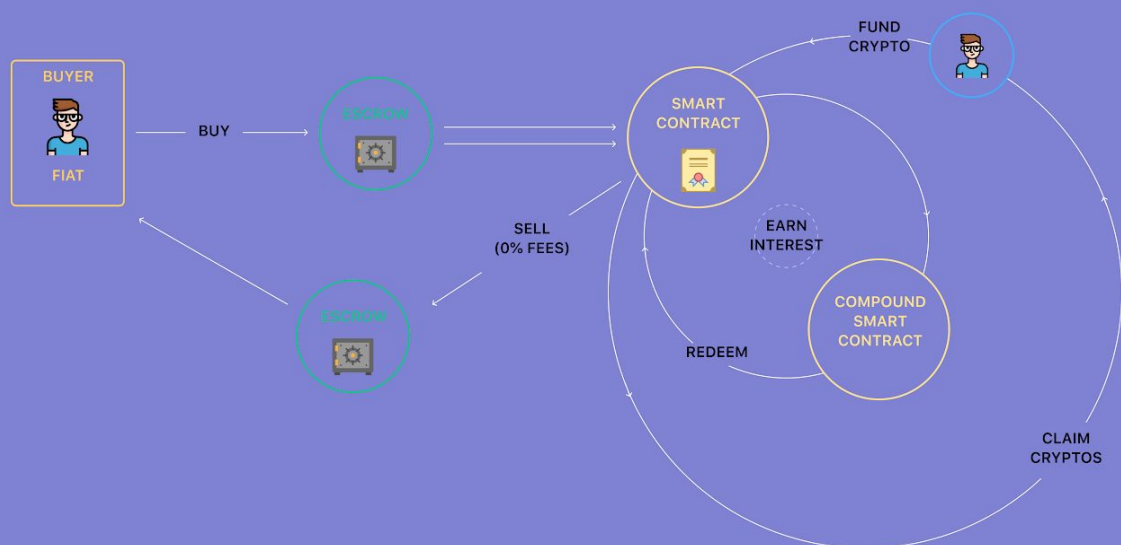 FUND
CRYPTO
BUYER
FIAT
BUY
ESCROW
SMART
CONTRACT
SELL
(0% FEES)
EARN
INTEREST
ESCROW
COMPOUND
SMART
CONTRACT
REDEEM
CLAIM
CRYPTOS